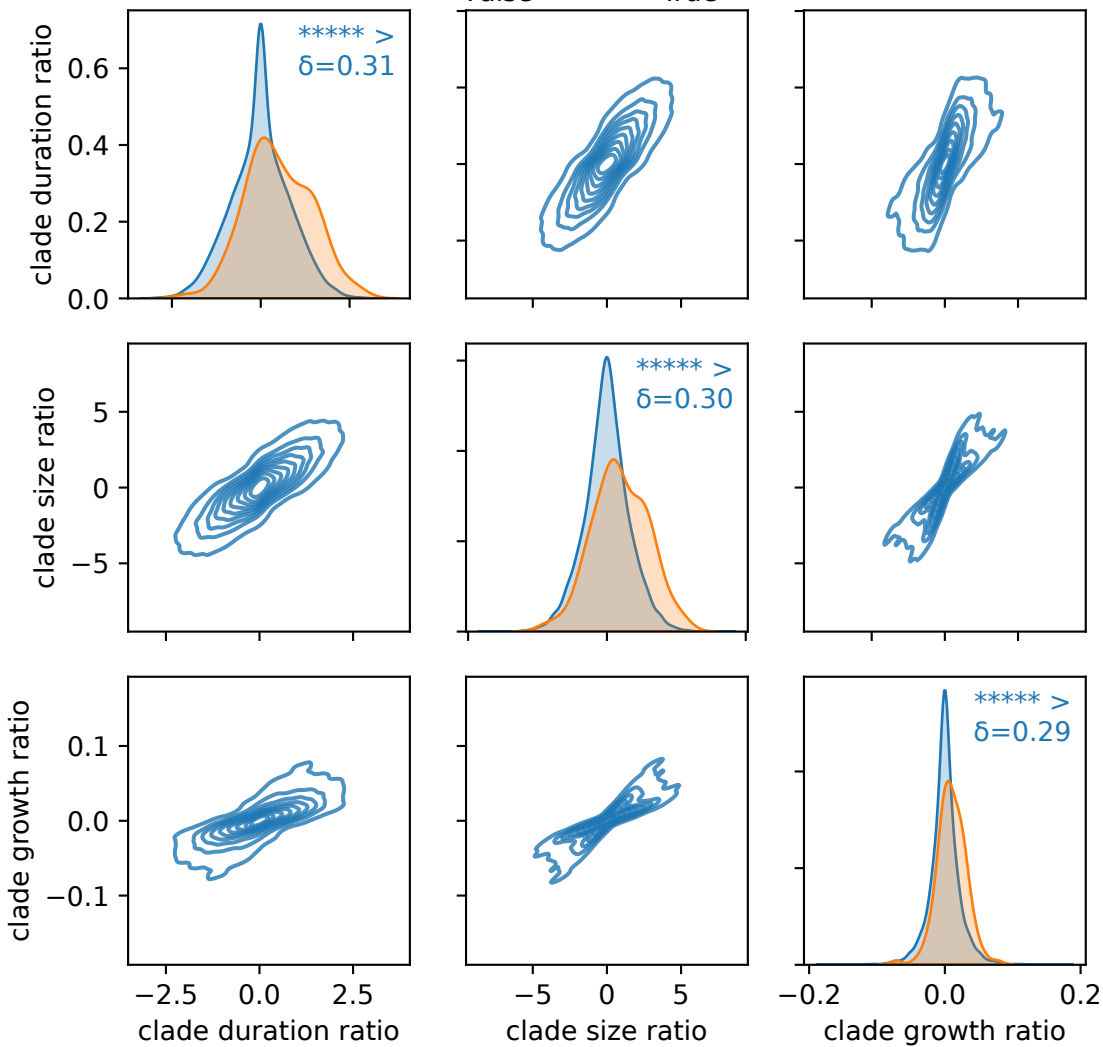 clade duration ratio
0.6
0.4
0.2
0.0
***** >
δ=0.31
clade size ratio
5
0
−5
***** >
δ=0.30
clade growth ratio
0.1
0.0
−0.1
***** >
δ=0.29
−2.5 0.0 2.5
−5 0 5
−0.2 0.0 0.2
clade duration ratio
clade size ratio
clade growth ratio